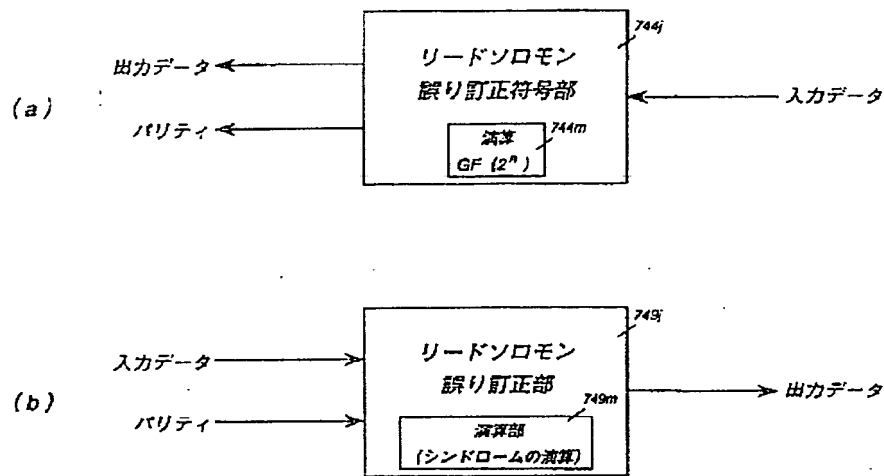 (a)
出力データ
パリティ
リードソロモン
誤り訂正符号部
744j
演算
GF (2ⁿ)
744m
入力データ
(b)
入力データ
パリティ
リードソロモン
誤り訂正部
749j
演算部
(シンドロームの演算)
749m
出力データ